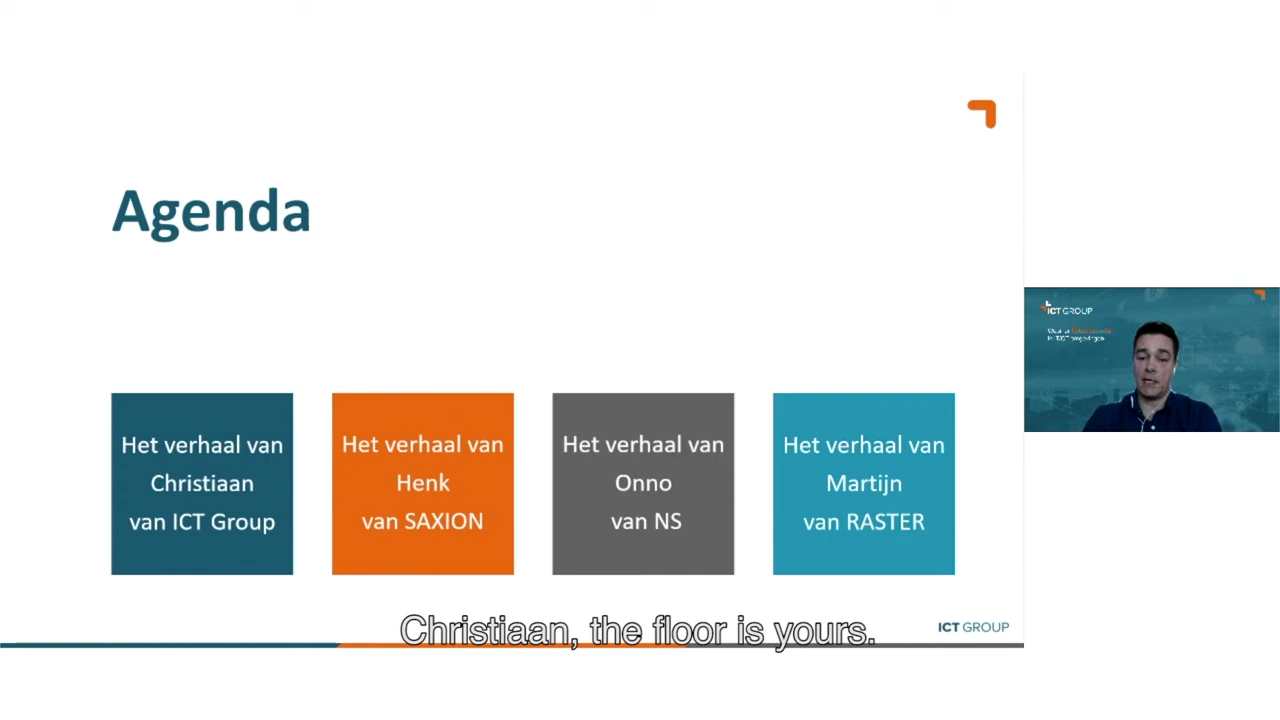 Agenda
Het verhaal van
Christiaan
van ICT Group
Het verhaal van
Henk
van SAXION
Het verhaal van
Onno
van NS
Het verhaal van
Martijn
van RASTER
Christiaan, the floor is yours.
ICT GROUP
ICT GROUP